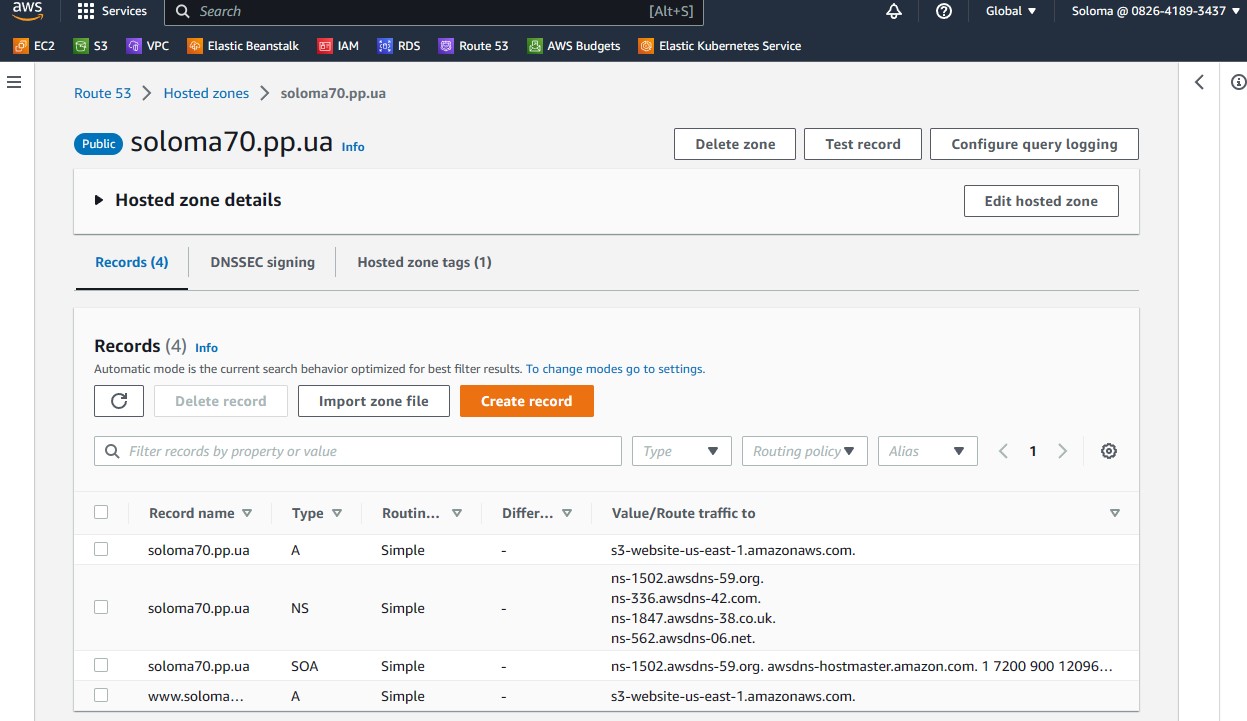 aws Services Search [Alt+S] Global Soloma @ 0826-4189-3437
EC2 S3 VPC Elastic Beanstalk IAM RDS Route 53 AWS Budgets Elastic Kubernetes Service
Route 53 Hosted zones soloma70.pp.ua
Public soloma70.pp.ua Info Delete zone Test record Configure query logging
Hosted zone details Edit hosted zone
Records (4) DNSSEC signing Hosted zone tags (1)
Records (4) Info
Automatic mode is the current search behavior optimized for best filter results. To change modes go to settings.
Delete record Import zone file Create record
Filter records by property or value Type Routing policy Alias 1
Record name Type Routin... Differ... Value/Route traffic to
soloma70.pp.ua A Simple - s3-website-us-east-1.amazonaws.com.
ns-1502.awsdns-59.org.
ns-336.awsdns-42.com.
soloma70.pp.ua NS Simple -
ns-1847.awsdns-38.co.uk.
ns-562.awsdns-06.net.
soloma70.pp.ua SOA Simple - ns-1502.awsdns-59.org. awsdns-hostmaster.amazon.com. 1 7200 900 12096...
www.soloma... A Simple - s3-website-us-east-1.amazonaws.com.